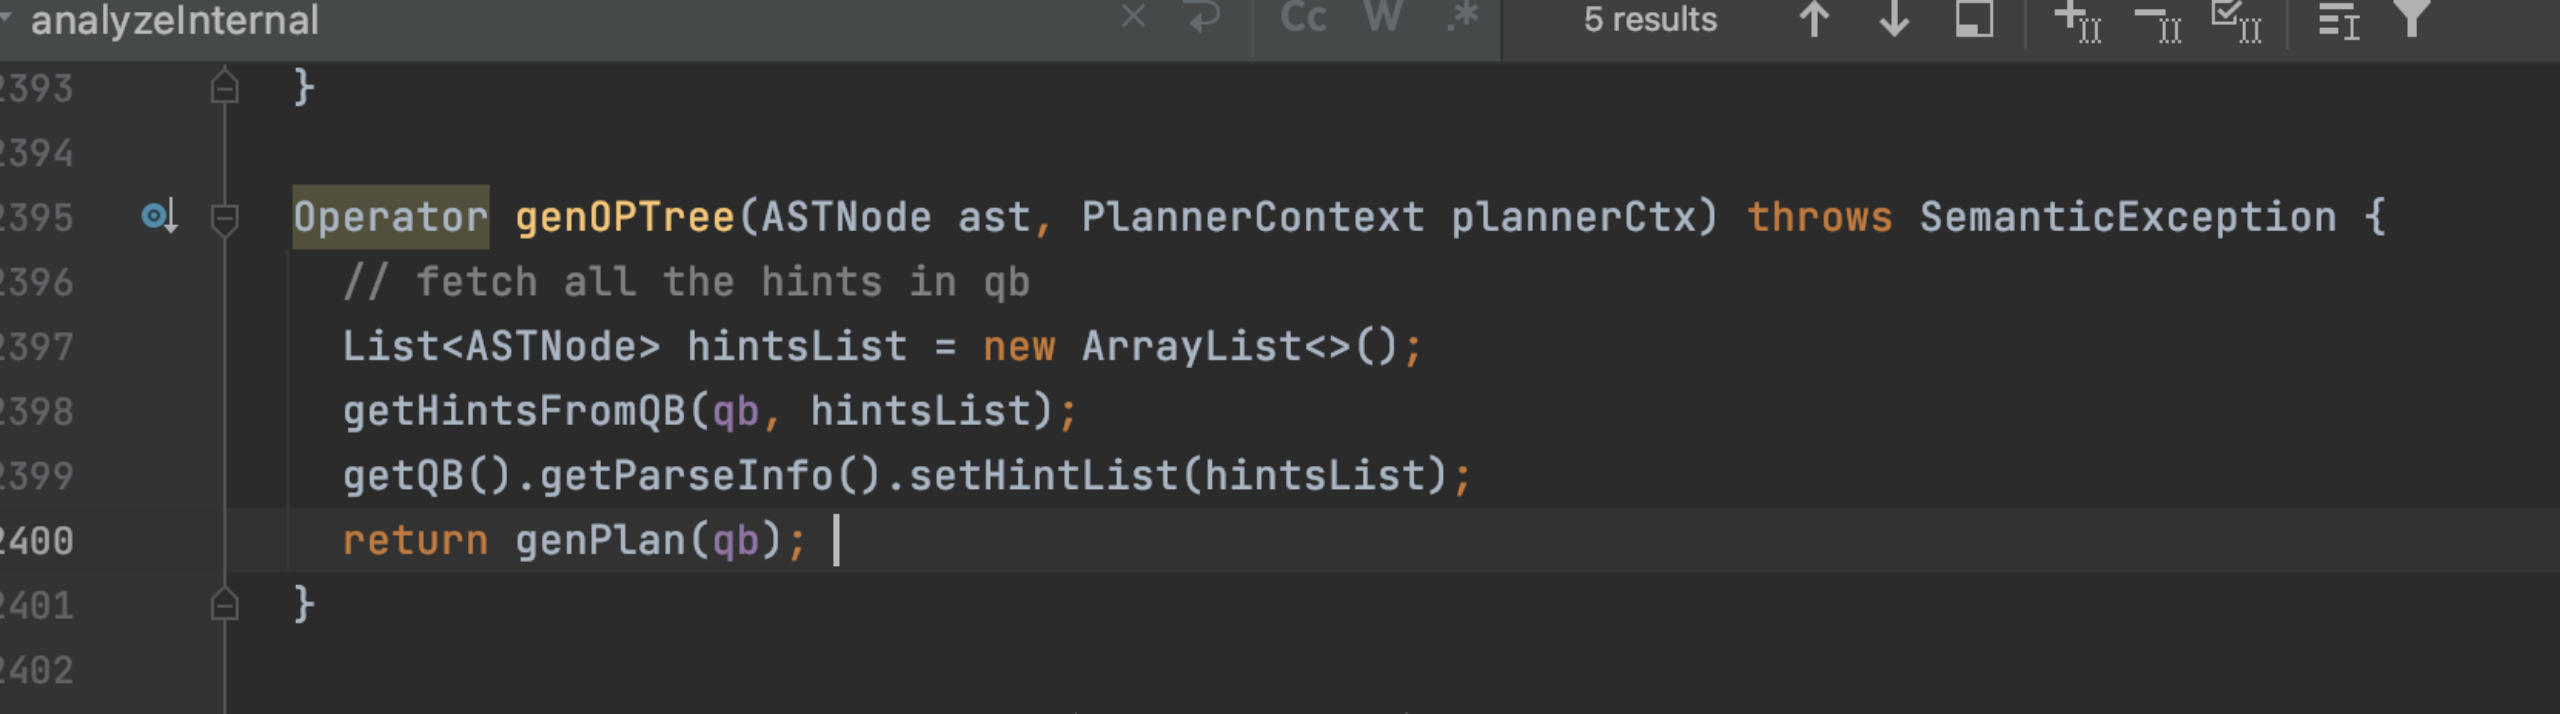 analyzeInternal Cc W .* 5 results
2393 }
2394
2395 Operator genOPTree(ASTNode ast, PlannerContext plannerCtx) throws SemanticException {
2396 // fetch all the hints in qb
2397 List<ASTNode> hintsList = new ArrayList<>();
2398 getHintsFromQB(qb, hintsList);
2399 getQB().getParseInfo().setHintList(hintsList);
2400 return genPlan(qb);
2401 }
2402